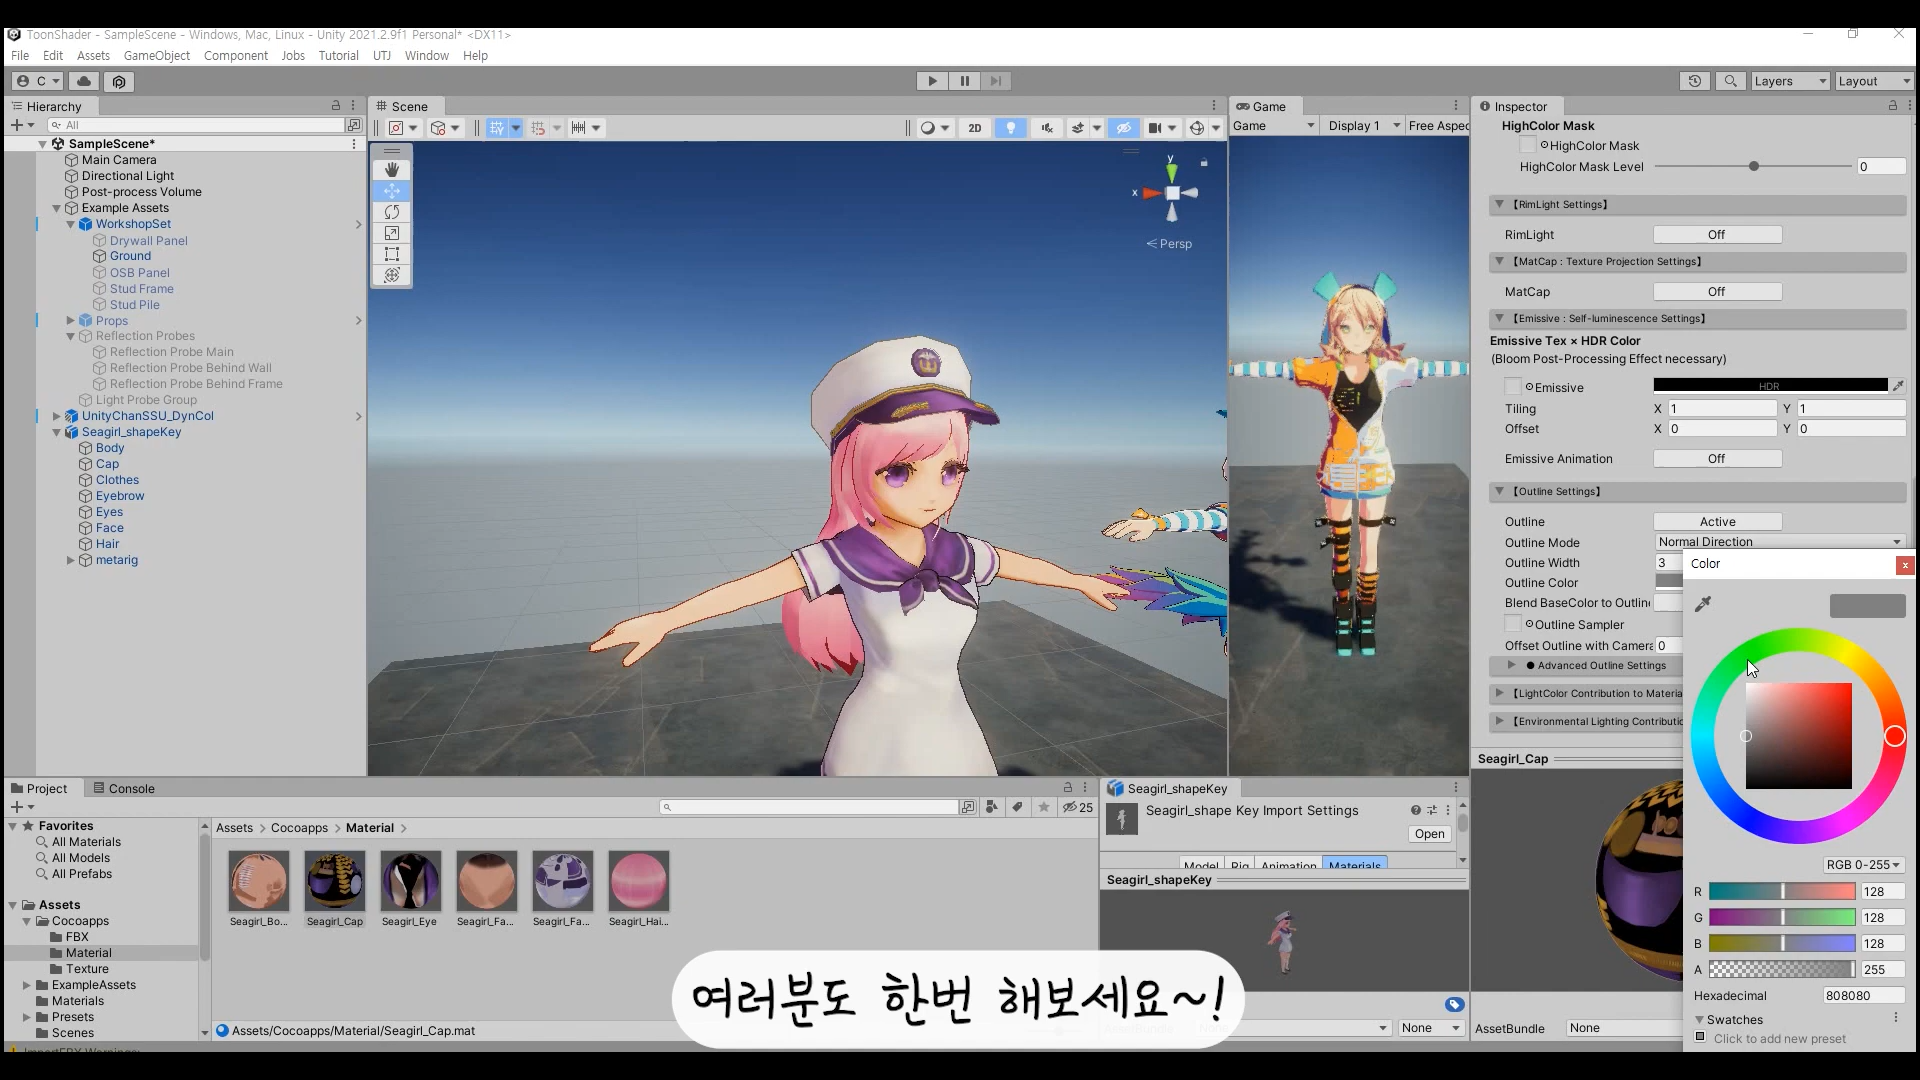 ToonShader - SampleScene - Windows, Mac, Linux - Unity 2021.2.9f1 Personal* <DX11>
File Edit Assets GameObject Component Jobs Tutorial UTJ Window Help
C
Layers
Layout
Hierarchy
All
SampleScene*
Main Camera
Directional Light
Post-process Volume
Example Assets
WorkshopSet
Drywall Panel
Ground
OSB Panel
Stud Frame
Stud Pile
Props
Reflection Probes
Reflection Probe Main
Reflection Probe Behind Wall
Reflection Probe Behind Frame
Light Probe Group
UnityChanSSU_DynCol
Seagirl_shapeKey
Body
Cap
Clothes
Eyebrow
Eyes
Face
Hair
metarig
Scene
2D
y
x
< Persp
Game
Game Display 1 Free Aspec
Inspector
HighColor Mask
HighColor Mask
HighColor Mask Level 0
【RimLight Settings】
RimLight Off
【MatCap : Texture Projection Settings】
MatCap Off
【Emissive : Self-luminescence Settings】
Emissive Tex × HDR Color
(Bloom Post-Processing Effect necessary)
Emissive HDR
Tiling X 1 Y 1
Offset X 0 Y 0
Emissive Animation Off
【Outline Settings】
Outline Active
Outline Mode Normal Direction
Outline Width 3
Outline Color
Blend BaseColor to Outlin
Outline Sampler
Offset Outline with Camera 0
● Advanced Outline Settings
【LightColor Contribution to Materia
【Environmental Lighting Contributio
Seagirl_Cap
AssetBundle None
Color
RGB 0-255
R 128
G 128
B 128
A 255
Hexadecimal 808080
Swatches
Click to add new preset
Project Console
25
Favorites
All Materials
All Models
All Prefabs
Assets
Cocoapps
FBX
Material
Texture
ExampleAssets
Materials
Presets
Scenes
Assets > Cocoapps > Material >
Seagirl_Bo... Seagirl_Cap Seagirl_Eye Seagirl_Fa... Seagirl_Fa... Seagirl_Hai...
Assets/Cocoapps/Material/Seagirl_Cap.mat
Seagirl_shapeKey
Seagirl_shape Key Import Settings
Open
Model Rig Animation Materials
Seagirl_shapeKey
None
여러분도 한번 해보세요~!